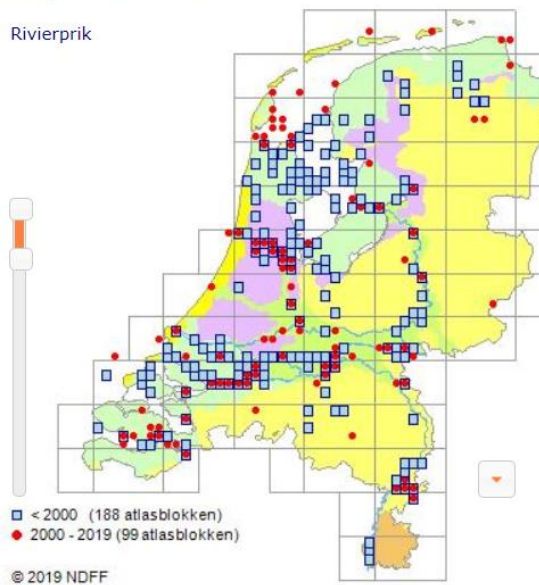 Rivierprik
< 2000 (188 atlasblokken)
2000 - 2019 (99 atlasblokken)
© 2019 NDFF